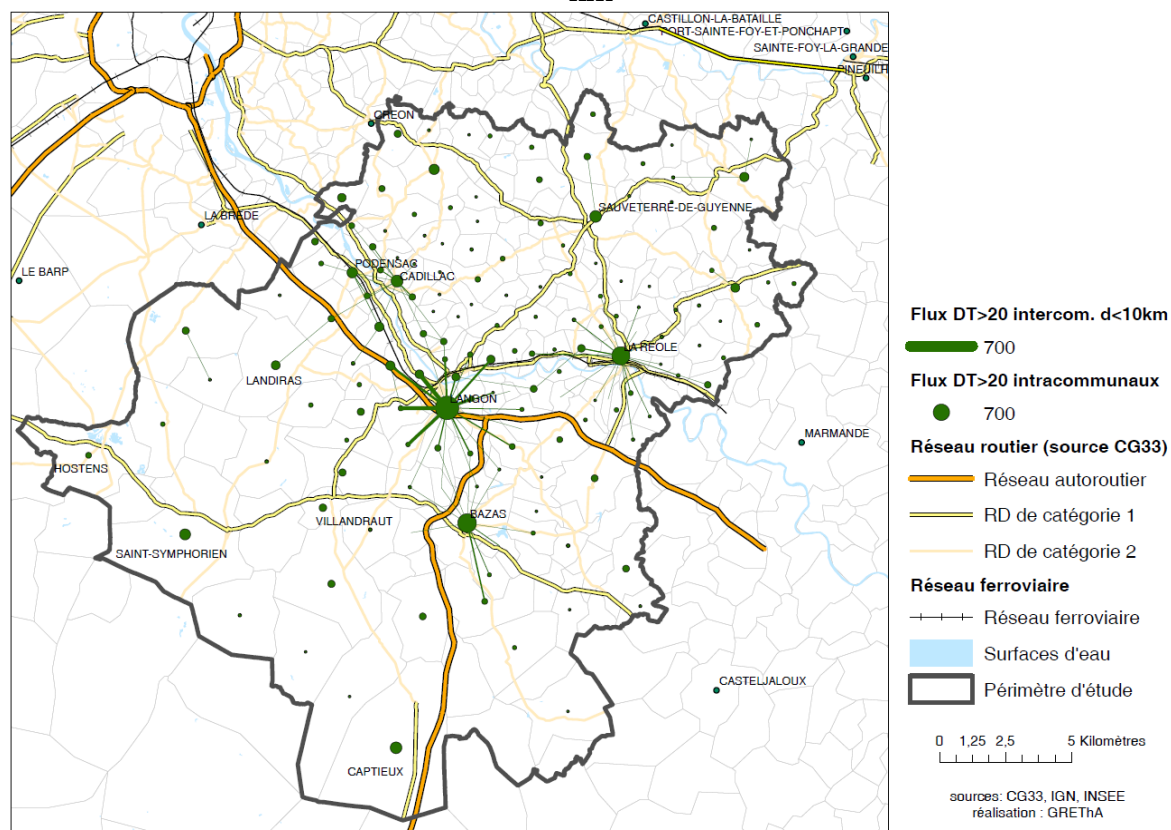 CASTILLON-LA-BATAILLE
PORT-SAINTE-FOY-ET-PONCHAPT
SAINTE-FOY-LA-GRANDE
PINEUILH
CREON
LA BREDE
SAUVETERRE-DE-GUYENNE
LE BARP
PODENSAC
CADILLAC
LA REOLE
LANDIRAS
LANGON
MARMANDE
HOSTENS
BAZAS
VILLANDRAUT
SAINT-SYMPHORIEN
CASTELJALOUX
CAPTIEUX
Flux DT>20 intercom. d<10km
700
Flux DT>20 intracommunaux
700
Réseau routier (source CG33)
Réseau autoroutier
RD de catégorie 1
RD de catégorie 2
Réseau ferroviaire
Réseau ferroviaire
Surfaces d'eau
Périmètre d'étude
0 1,25 2,5 5 Kilomètres
sources: CG33, IGN, INSEE
réalisation : GREThA